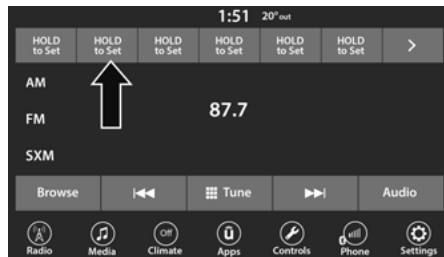 1:51 20° out
HOLD to Set HOLD to Set HOLD to Set HOLD to Set HOLD to Set HOLD to Set >
AM
87.7
FM
SXM
Browse Tune Audio
Radio Media Off Climate ū Apps Controls Phone Settings